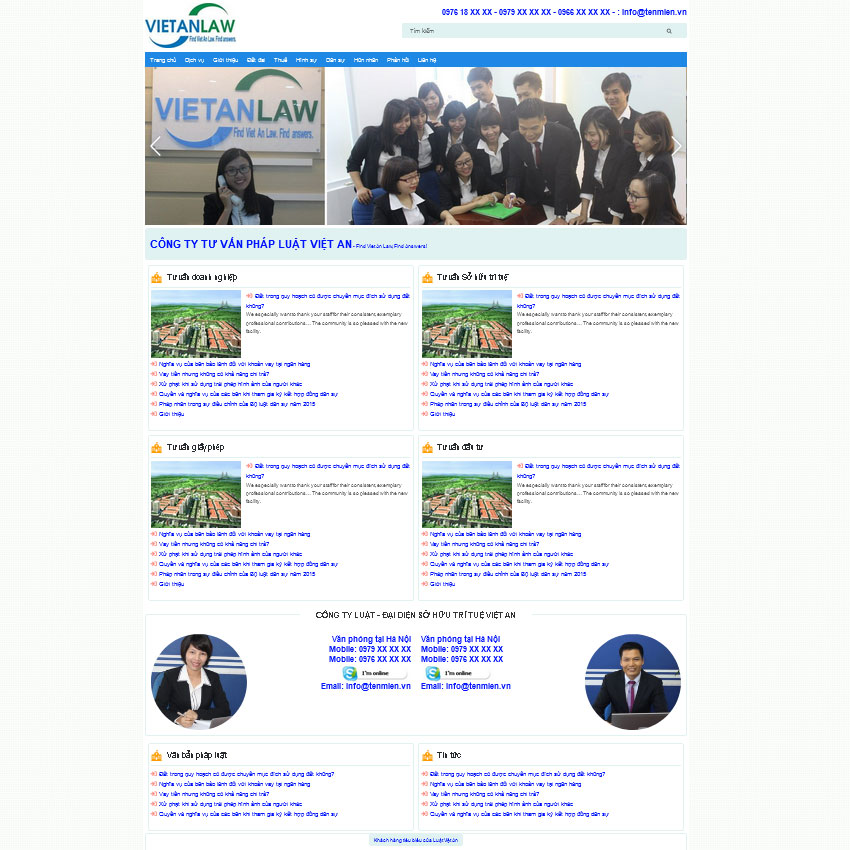 VIETANLAW
Find Viet An Law. Find answers.
0976 18 XX XX - 0979 XX XX XX - 0966 XX XX XX - : info@tenmien.vn
Tìm kiếm
Trang chủ Dịch vụ Giới thiệu Đất đai Thuế Hình sự Dân sự Hôn nhân Phản hồi Liên hệ
VIETANLAW
Find Viet An Law. Find answers.
CÔNG TY TƯ VẤN PHÁP LUẬT VIỆT AN - Find Viet an Law, Find answers!
Tư vấn doanh nghiệp
Đất trong quy hoạch có được chuyển mục đích sử dụng đất
không?
We especially want to thank your staff for their consistent, exemplary
professional contributions… The community is so pleased with the new
facility.
Nghĩa vụ của bên bảo lãnh đối với khoản vay tại ngân hàng
Vay tiền nhưng không có khả năng chi trả?
Xử phạt khi sử dụng trái phép hình ảnh của người khác
Quyền và nghĩa vụ của các bên khi tham gia ký kết hợp đồng dân sự
Pháp nhân trong sự điều chỉnh của Bộ luật dân sự năm 2015
Giới thiệu
Tư vấn Sở hữu trí tuệ
Đất trong quy hoạch có được chuyển mục đích sử dụng đất
không?
We especially want to thank your staff for their consistent, exemplary
professional contributions… The community is so pleased with the new
facility.
Nghĩa vụ của bên bảo lãnh đối với khoản vay tại ngân hàng
Vay tiền nhưng không có khả năng chi trả?
Xử phạt khi sử dụng trái phép hình ảnh của người khác
Quyền và nghĩa vụ của các bên khi tham gia ký kết hợp đồng dân sự
Pháp nhân trong sự điều chỉnh của Bộ luật dân sự năm 2015
Giới thiệu
Tư vấn giấy phép
Đất trong quy hoạch có được chuyển mục đích sử dụng đất
không?
We especially want to thank your staff for their consistent, exemplary
professional contributions… The community is so pleased with the new
facility.
Nghĩa vụ của bên bảo lãnh đối với khoản vay tại ngân hàng
Vay tiền nhưng không có khả năng chi trả?
Xử phạt khi sử dụng trái phép hình ảnh của người khác
Quyền và nghĩa vụ của các bên khi tham gia ký kết hợp đồng dân sự
Pháp nhân trong sự điều chỉnh của Bộ luật dân sự năm 2015
Giới thiệu
Tư vấn đầu tư
Đất trong quy hoạch có được chuyển mục đích sử dụng đất
không?
We especially want to thank your staff for their consistent, exemplary
professional contributions… The community is so pleased with the new
facility.
Nghĩa vụ của bên bảo lãnh đối với khoản vay tại ngân hàng
Vay tiền nhưng không có khả năng chi trả?
Xử phạt khi sử dụng trái phép hình ảnh của người khác
Quyền và nghĩa vụ của các bên khi tham gia ký kết hợp đồng dân sự
Pháp nhân trong sự điều chỉnh của Bộ luật dân sự năm 2015
Giới thiệu
CÔNG TY LUẬT - ĐẠI DIỆN SỞ HỮU TRÍ TUỆ VIỆT AN
Văn phòng tại Hà Nội
Mobile: 0979 XX XX XX
Mobile: 0976 XX XX XX
I'm online
Email: info@tenmien.vn
Văn phòng tại Hà Nội
Mobile: 0979 XX XX XX
Mobile: 0976 XX XX XX
I'm online
Email: info@tenmien.vn
Văn bản pháp luật
Đất trong quy hoạch có được chuyển mục đích sử dụng đất không?
Nghĩa vụ của bên bảo lãnh đối với khoản vay tại ngân hàng
Vay tiền nhưng không có khả năng chi trả?
Xử phạt khi sử dụng trái phép hình ảnh của người khác
Quyền và nghĩa vụ của các bên khi tham gia ký kết hợp đồng dân sự
Tin tức
Đất trong quy hoạch có được chuyển mục đích sử dụng đất không?
Nghĩa vụ của bên bảo lãnh đối với khoản vay tại ngân hàng
Vay tiền nhưng không có khả năng chi trả?
Xử phạt khi sử dụng trái phép hình ảnh của người khác
Quyền và nghĩa vụ của các bên khi tham gia ký kết hợp đồng dân sự
Khách hàng tiêu biểu của Luật Việt an